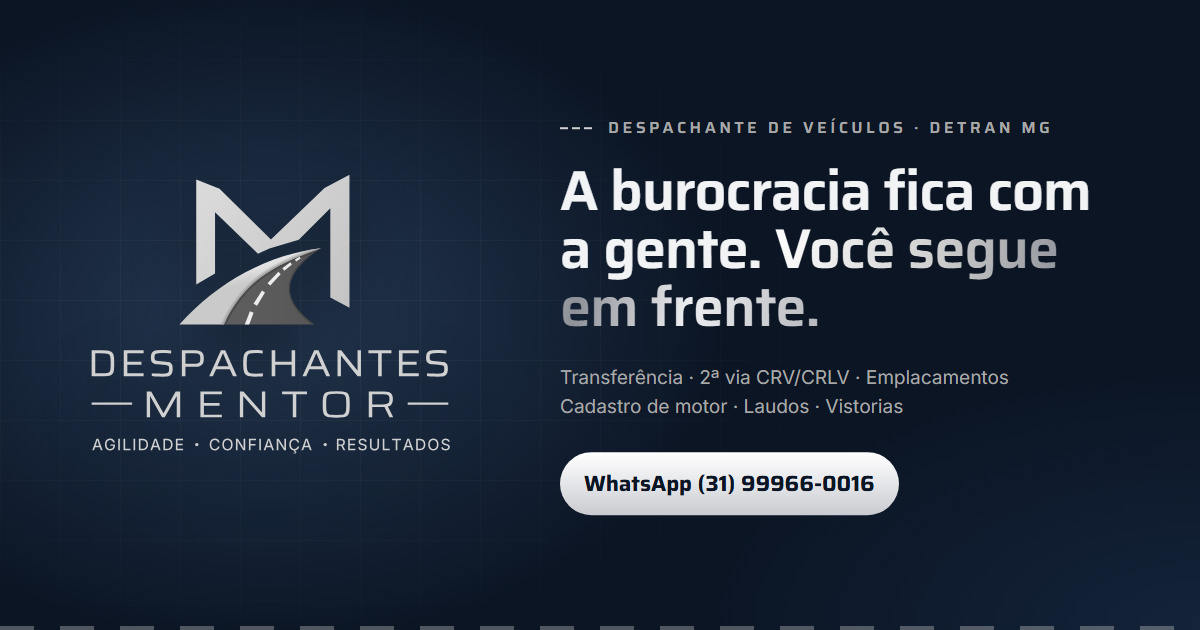 DESPACHANTES
MENTOR
AGILIDADE · CONFIANÇA · RESULTADOS
DESPACHANTE DE VEÍCULOS · DETRAN MG
A burocracia fica com
a gente. Você segue
em frente.
Transferência · 2ª via CRV/CRLV · Emplacamentos
Cadastro de motor · Laudos · Vistorias
WhatsApp (31) 99966-0016